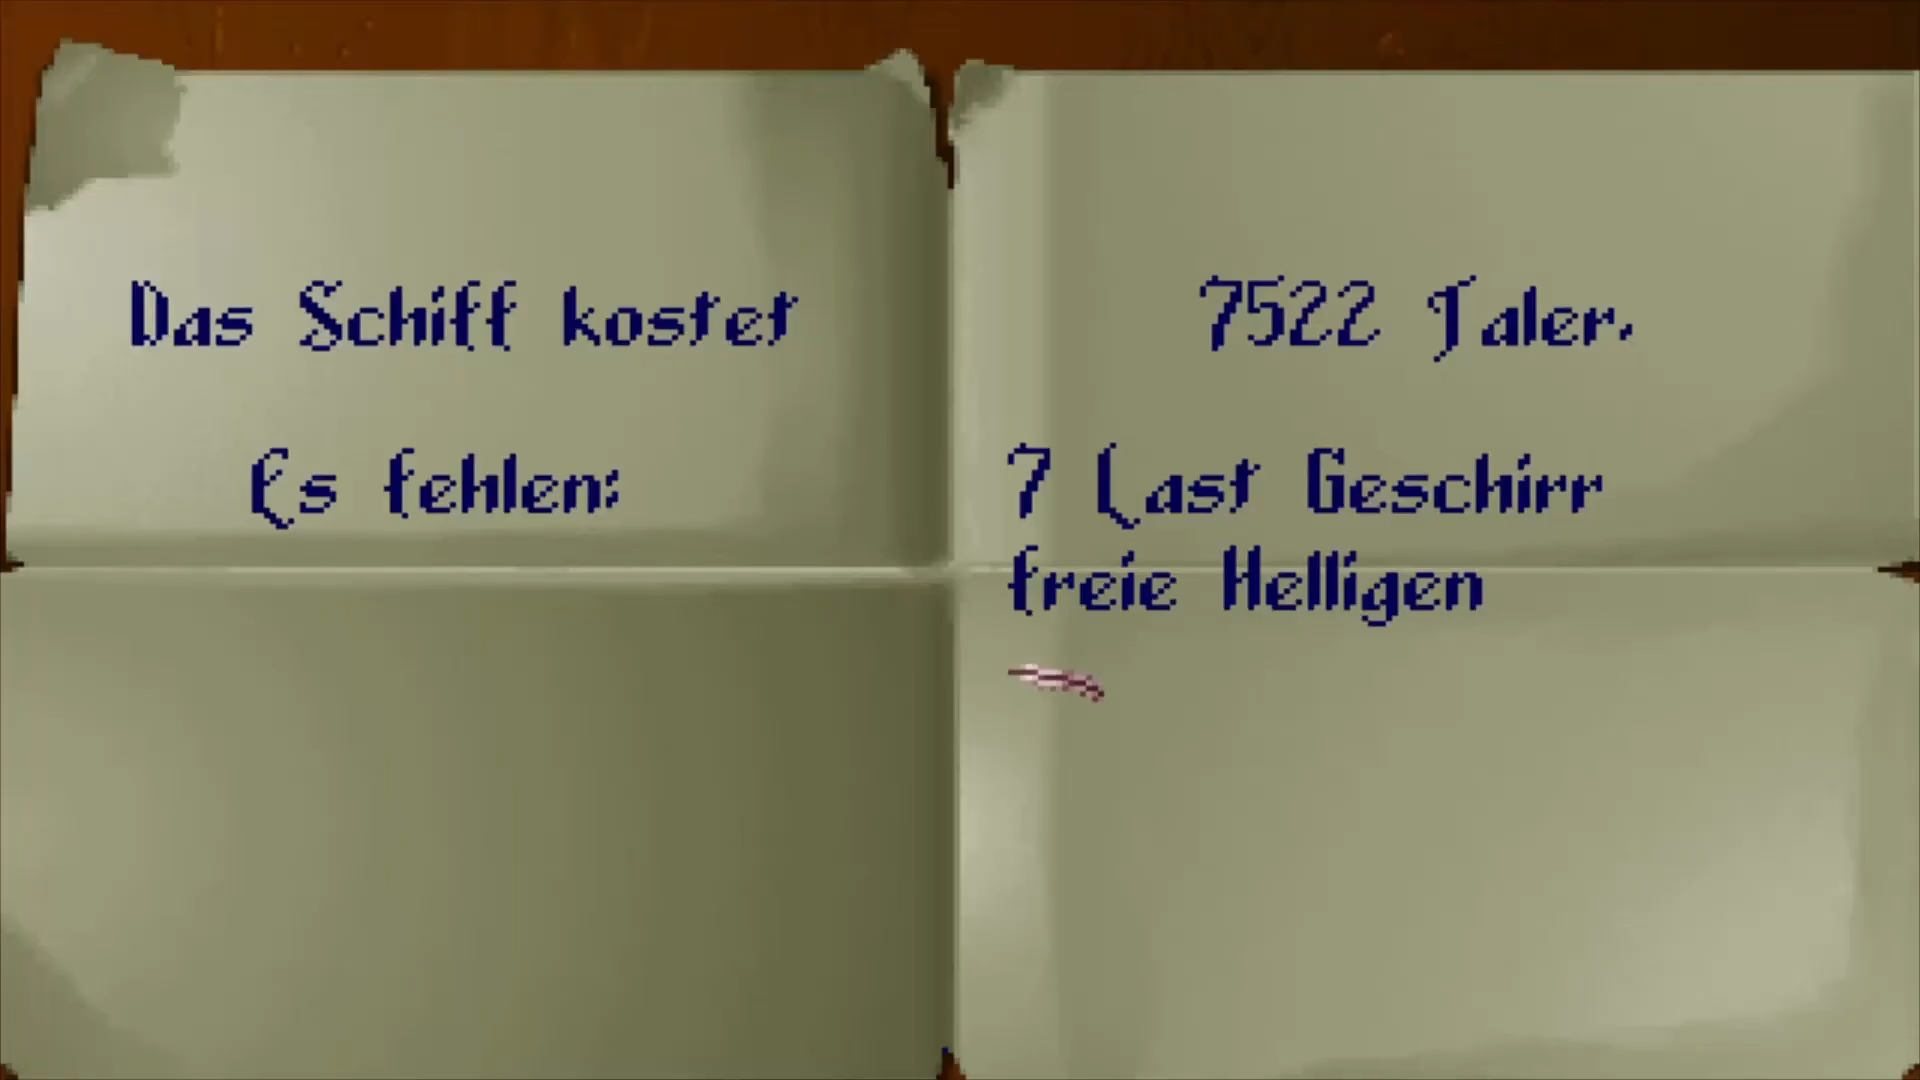 Das Schiff kostet 7522 Taler.
Es fehlen: 7 Last Geschirr
freie Helligen